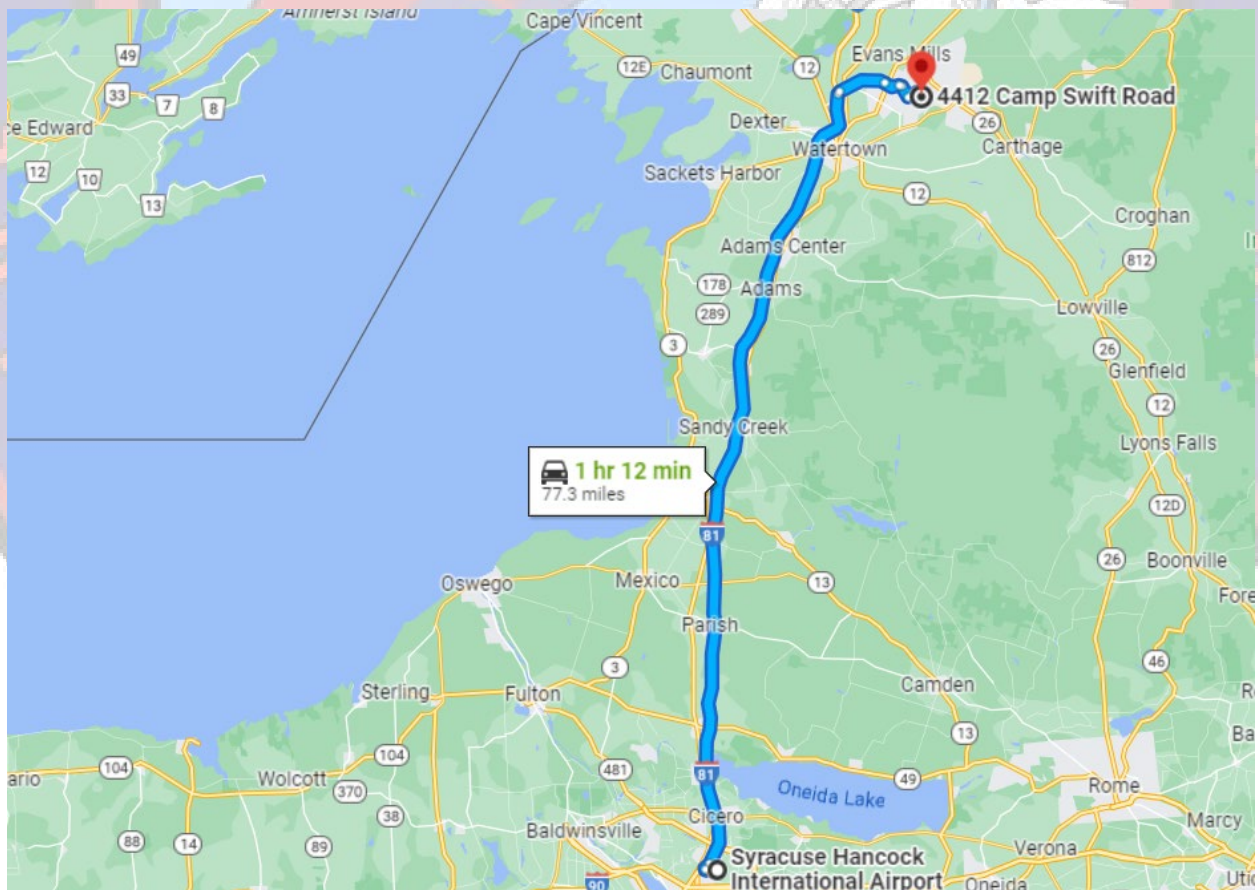 Amherst Island
Cape Vincent
49
Evans Mills
12E
Chaumont
12
33
7
8
4412 Camp Swift Road
Dexter
26
ce Edward
Watertown
Carthage
12
10
Sackets Harbor
12
13
Croghan
Adams Center
812
178
Adams
289
Lowville
3
26
Glenfield
12
Sandy Creek
Lyons Falls
1 hr 12 min
77.3 miles
12D
81
26
Boonville
Oswego
Mexico
13
Fore
Parish
46
3
Camden
Sterling
Fulton
13
104
104
481
81
49
ario
Wolcott
Oneida Lake
Rome
370
38
Cicero
Baldwinsville
Marcy
88
14
89
Verona
Syracuse Hancock
International Airport
90
Oneida
Utic